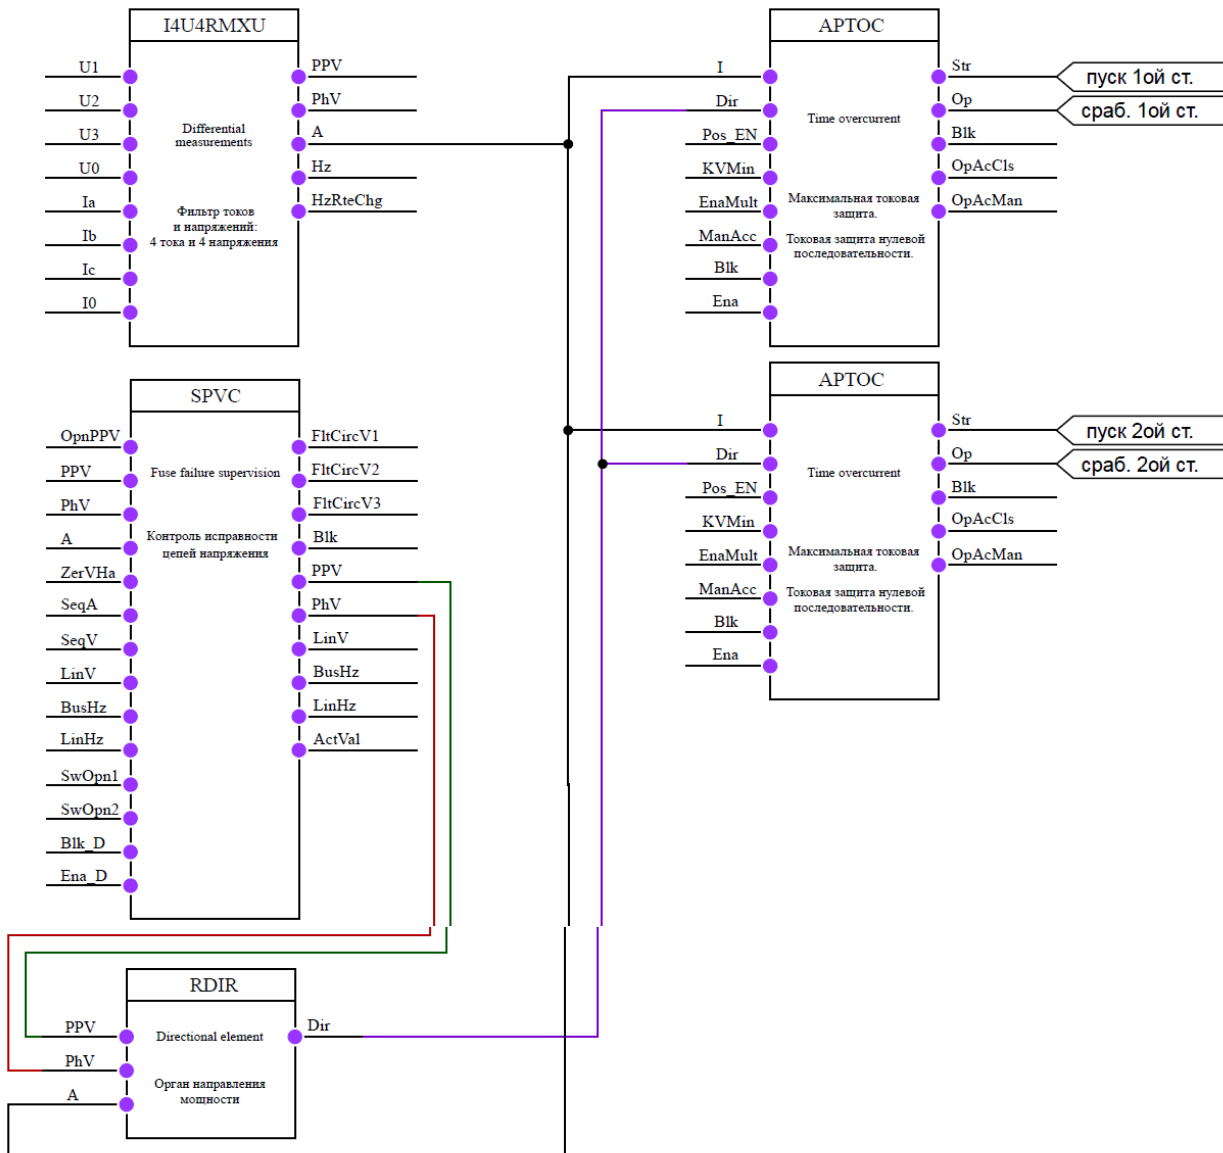 I4U4RMXU
U1
U2
U3
U0
Ia
Ib
Ic
I0
Differential
measurements
Фильтр токов
и напряжений:
4 тока и 4 напряжения
PPV
PhV
A
Hz
HzRteChg
APTOC
I
Dir
Pos_EN
KVMin
EnaMult
ManAcc
Blk
Ena
Time overcurrent
Максимальная токовая
защита.
Токовая защита нулевой
последовательности.
Str
Op
Blk
OpAcCls
OpAcMan
пуск 1ой ст.
сраб. 1ой ст.
SPVC
OpnPPV
PPV
PhV
A
ZerVHa
SeqA
SeqV
LinV
BusHz
LinHz
SwOpn1
SwOpn2
Blk_D
Ena_D
Fuse failure supervision
Контроль исправности
цепей напряжения
FltCircV1
FltCircV2
FltCircV3
Blk
PPV
PhV
LinV
BusHz
LinHz
ActVal
APTOC
I
Dir
Pos_EN
KVMin
EnaMult
ManAcc
Blk
Ena
Time overcurrent
Максимальная токовая
защита.
Токовая защита нулевой
последовательности.
Str
Op
Blk
OpAcCls
OpAcMan
пуск 2ой ст.
сраб. 2ой ст.
RDIR
PPV
PhV
A
Directional element
Орган направления
мощности
Dir